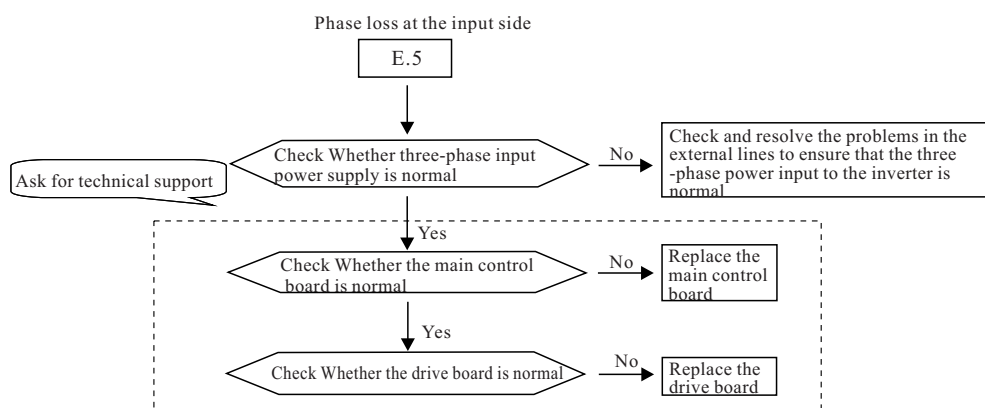 Phase loss at the input side
E.5
Check Whether three-phase input
power supply is normal
No
Check and resolve the problems in the
external lines to ensure that the three
-phase power input to the inverter is
normal
Ask for technical support
Yes
Check Whether the main control
board is normal
No
Replace the
main control
board
Yes
Check Whether the drive board is normal
No
Replace the
drive board